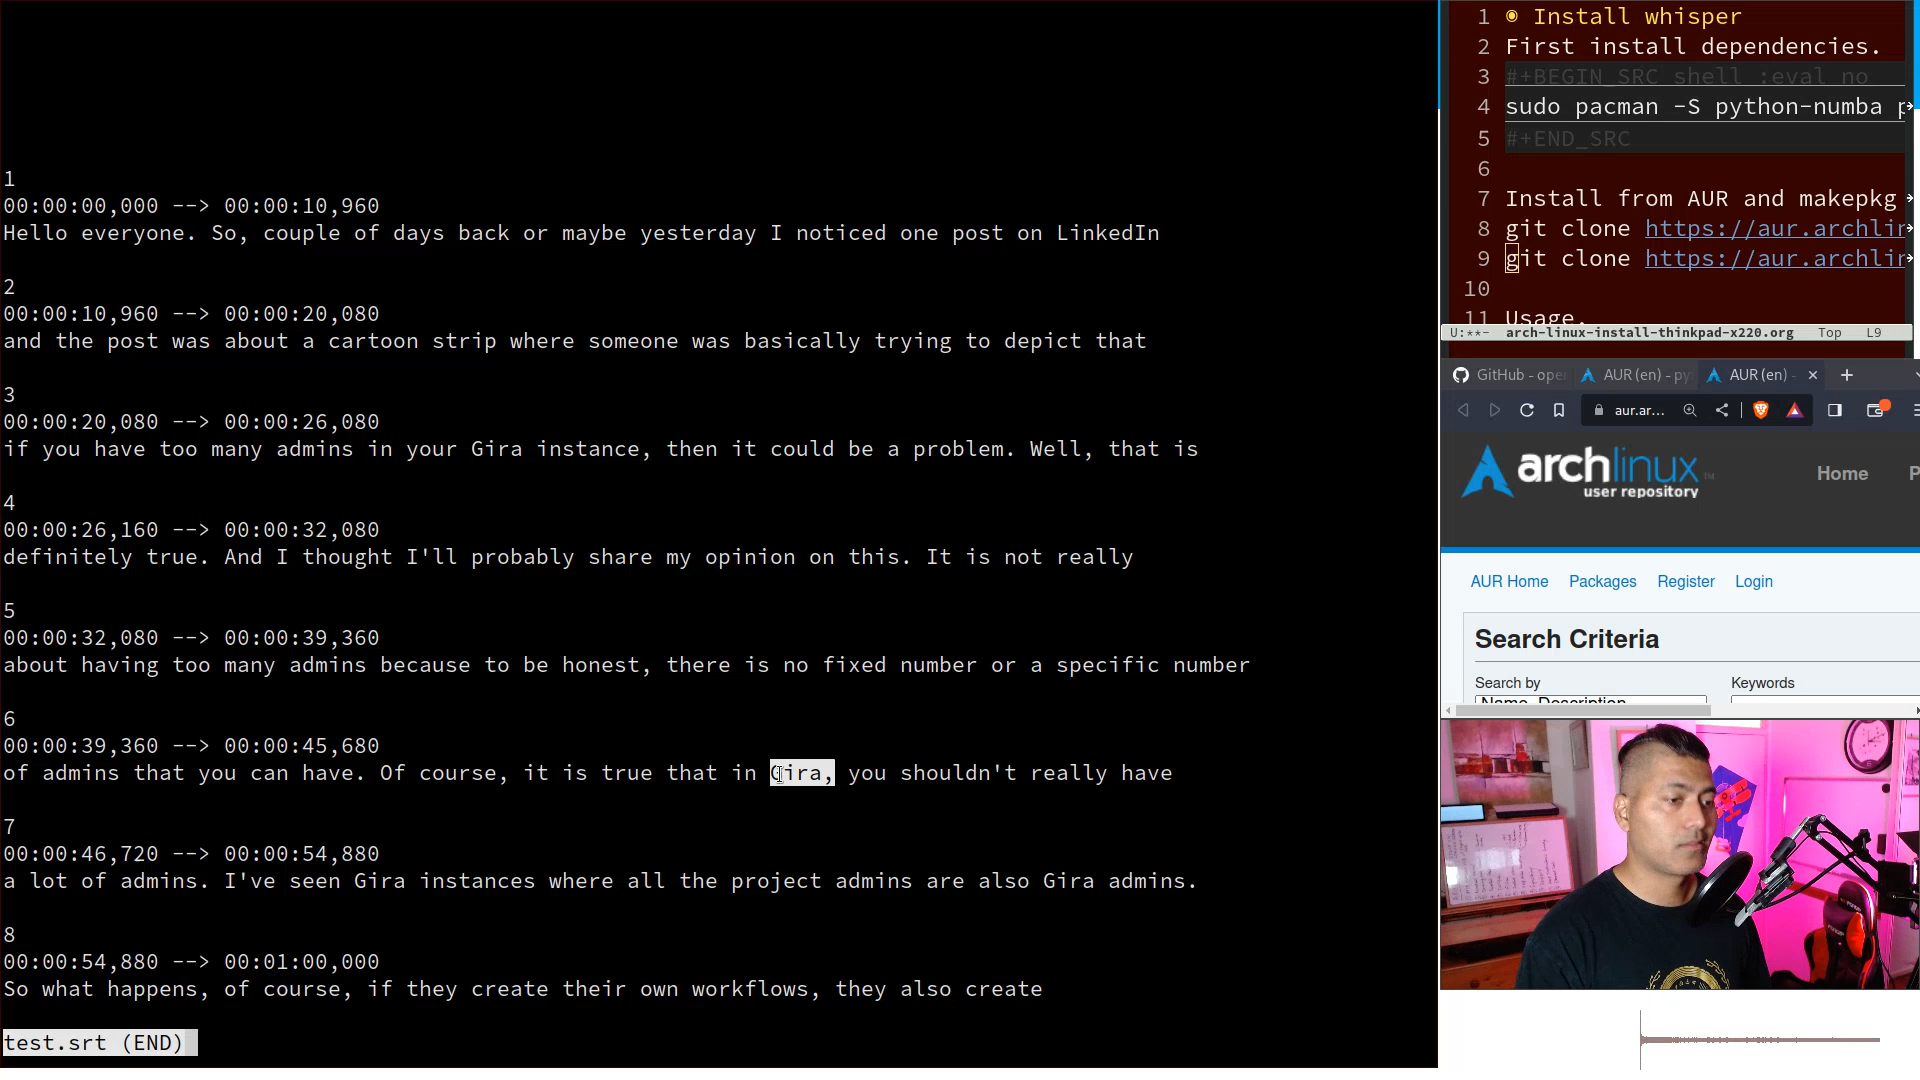 1
00:00:00,000 --> 00:00:10,960
Hello everyone. So, couple of days back or maybe yesterday I noticed one post on LinkedIn
2
00:00:10,960 --> 00:00:20,080
and the post was about a cartoon strip where someone was basically trying to depict that
3
00:00:20,080 --> 00:00:26,080
if you have too many admins in your Gira instance, then it could be a problem. Well, that is
4
00:00:26,160 --> 00:00:32,080
definitely true. And I thought I'll probably share my opinion on this. It is not really
5
00:00:32,080 --> 00:00:39,360
about having too many admins because to be honest, there is no fixed number or a specific number
6
00:00:39,360 --> 00:00:45,680
of admins that you can have. Of course, it is true that in Gira, you shouldn't really have
7
00:00:46,720 --> 00:00:54,880
a lot of admins. I've seen Gira instances where all the project admins are also Gira admins.
8
00:00:54,880 --> 00:01:00,000
So what happens, of course, if they create their own workflows, they also create
test.srt (END)
1 Install whisper
2 First install dependencies.
3 #+BEGIN_SRC shell :eval no
4 sudo pacman -S python-numba p
5 #+END_SRC
6
7 Install from AUR and makepkg
8 git clone https://aur.archlin
9 git clone https://aur.archlin
10
11 Usage.
U:**- arch-linux-install-thinkpad-x220.org Top L9
GitHub - ope
AUR (en) - py
AUR (en) -
aur.ar...
archlinux
user repository
Home
P
AUR Home Packages Register Login
Search Criteria
Search by
Keywords
Name, Description